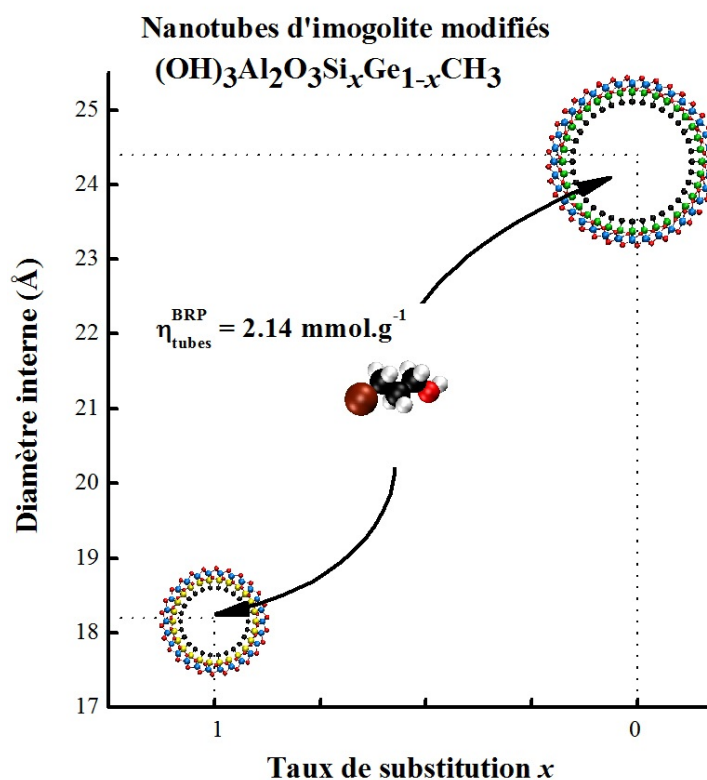 Nanotubes d'imogolite modifiés
(OH)₃Al₂O₃SiₓGe₁₋ₓCH₃
25
24
23
22
21
20
19
18
17
Diamètre interne (Å)
η BRP tubes = 2.14 mmol.g⁻¹
1
0
Taux de substitution x